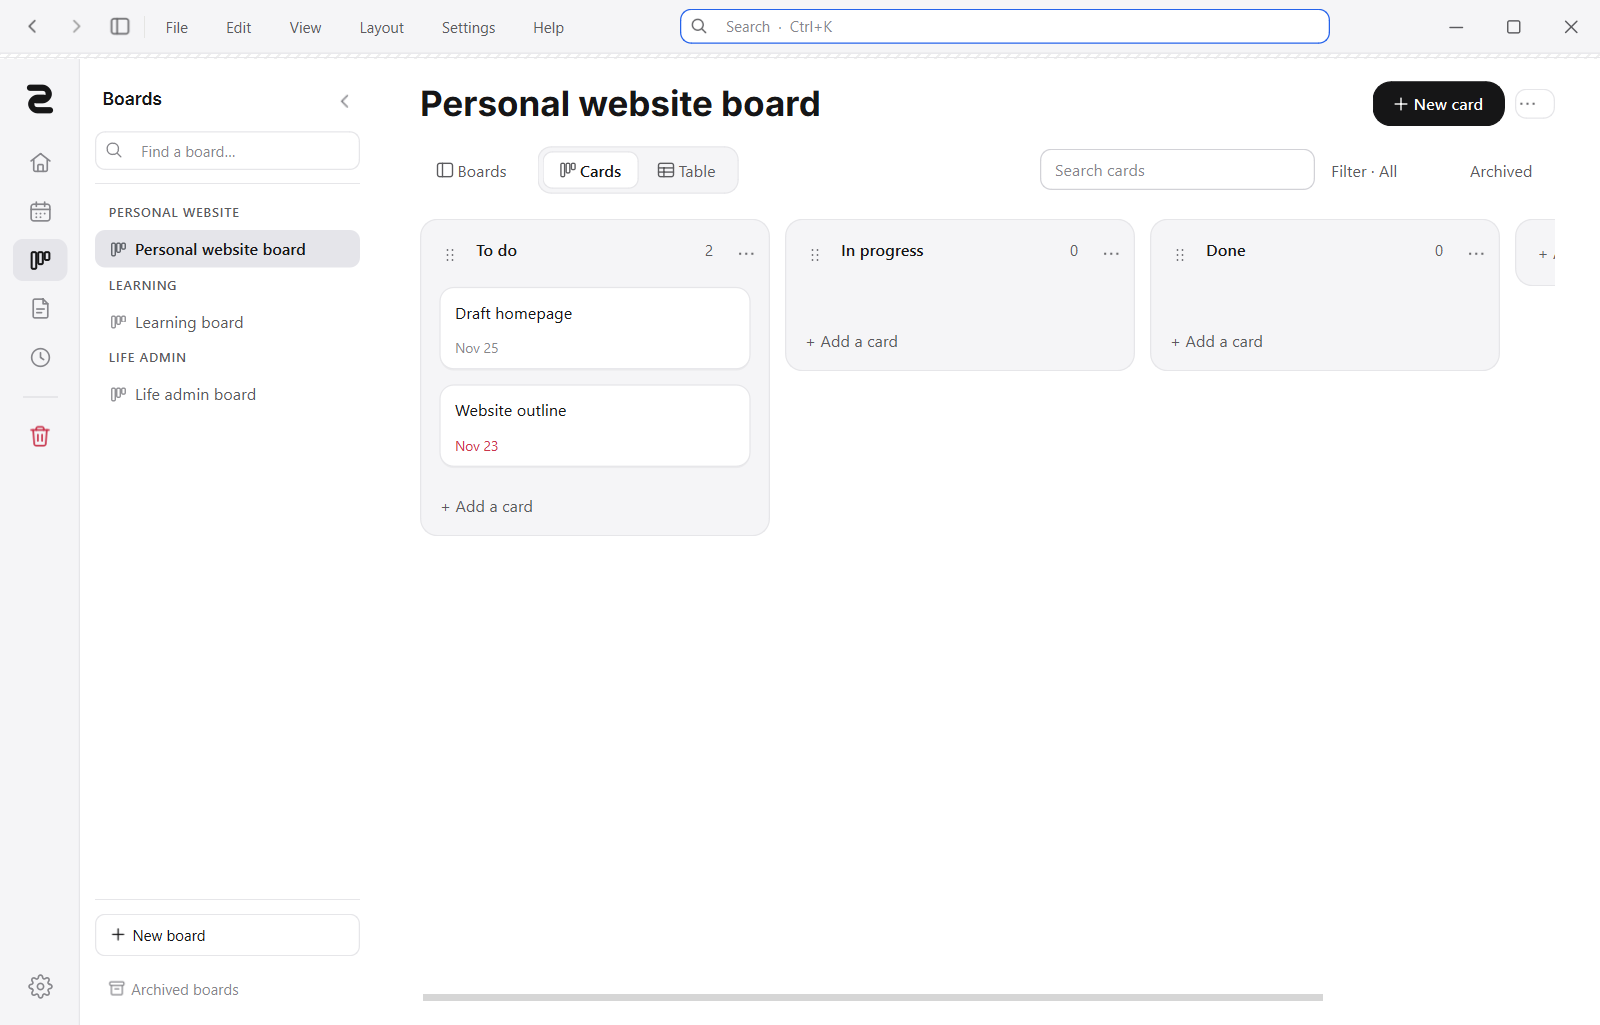 File Edit View Layout Settings Help Search · Ctrl+K
Boards
Find a board...
PERSONAL WEBSITE
Personal website board
LEARNING
Learning board
LIFE ADMIN
Life admin board
+ New board
Archived boards
Personal website board
+ New card ...
Boards Cards Table Search cards Filter · All Archived
To do 2 ...
Draft homepage
Nov 25
Website outline
Nov 23
+ Add a card
In progress 0 ...
+ Add a card
Done 0 ...
+ Add a card
+